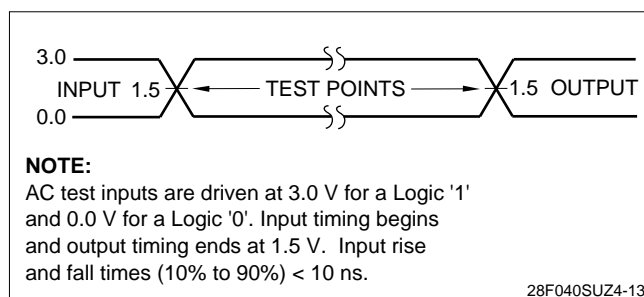 3.0
INPUT 1.5 TEST POINTS 1.5 OUTPUT
0.0
NOTE:
AC test inputs are driven at 3.0 V for a Logic '1'
and 0.0 V for a Logic '0'. Input timing begins
and output timing ends at 1.5 V. Input rise
and fall times (10% to 90%) < 10 ns.
28F040SUZ4-13